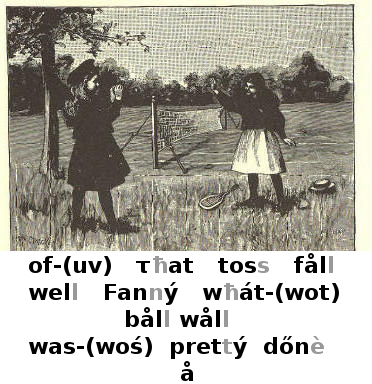 of-(uv) τħat toss fåll
well Fanný wħát-(wot)
båll wåll
was-(woś) prettý dőnè
å